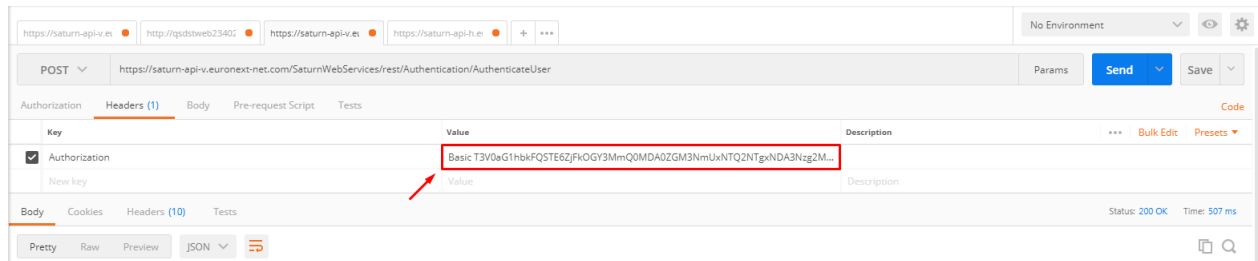 https://saturn-api-v.eu http://qsdstweb23402 https://saturn-api-v.eu https://saturn-api-h.eu + ••• No Environment
POST https://saturn-api-v.euronext-net.com/SaturnWebServices/rest/Authentication/AuthenticateUser Params Send Save
Authorization Headers (1) Body Pre-request Script Tests Code
Key Value Description ••• Bulk Edit Presets
Authorization Basic T3V0aG1hbkFQSTE6ZjFkOGY3MmQ0MDA0ZGM3NmUxNTQ2NTgxNDA3Nzg2M...
New key Value Description
Body Cookies Headers (10) Tests Status: 200 OK Time: 507 ms
Pretty Raw Preview JSON